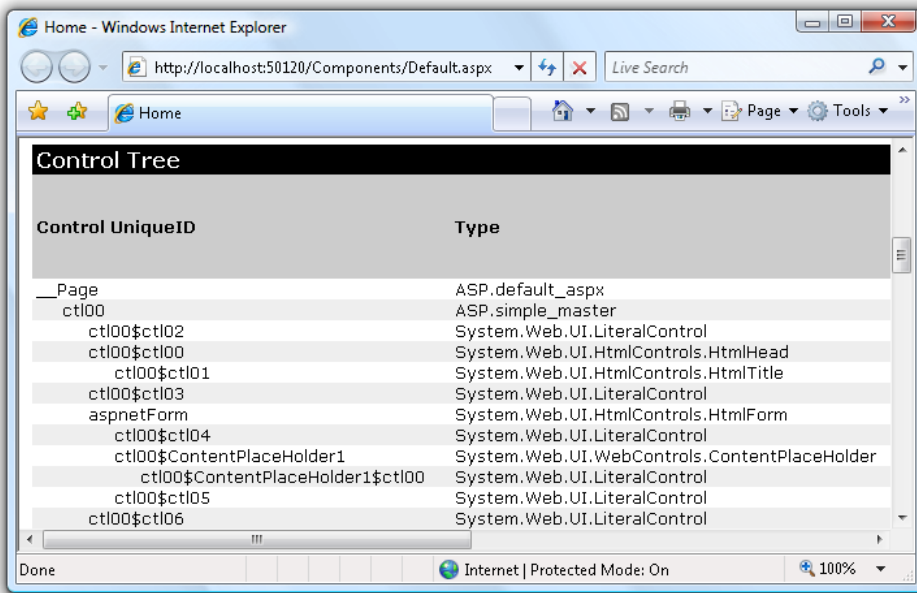 Home - Windows Internet Explorer
http://localhost:50120/Components/Default.aspx Live Search
Home Page Tools »
Control Tree
Control UniqueID Type
__Page ASP.default_aspx
ctl00 ASP.simple_master
ctl00$ctl02 System.Web.UI.LiteralControl
ctl00$ctl00 System.Web.UI.HtmlControls.HtmlHead
ctl00$ctl01 System.Web.UI.HtmlControls.HtmlTitle
ctl00$ctl03 System.Web.UI.LiteralControl
aspnetForm System.Web.UI.HtmlControls.HtmlForm
ctl00$ctl04 System.Web.UI.LiteralControl
ctl00$ContentPlaceHolder1 System.Web.UI.WebControls.ContentPlaceHolder
ctl00$ContentPlaceHolder1$ctl00 System.Web.UI.LiteralControl
ctl00$ctl05 System.Web.UI.LiteralControl
ctl00$ctl06 System.Web.UI.LiteralControl
Done Internet | Protected Mode: On 100%